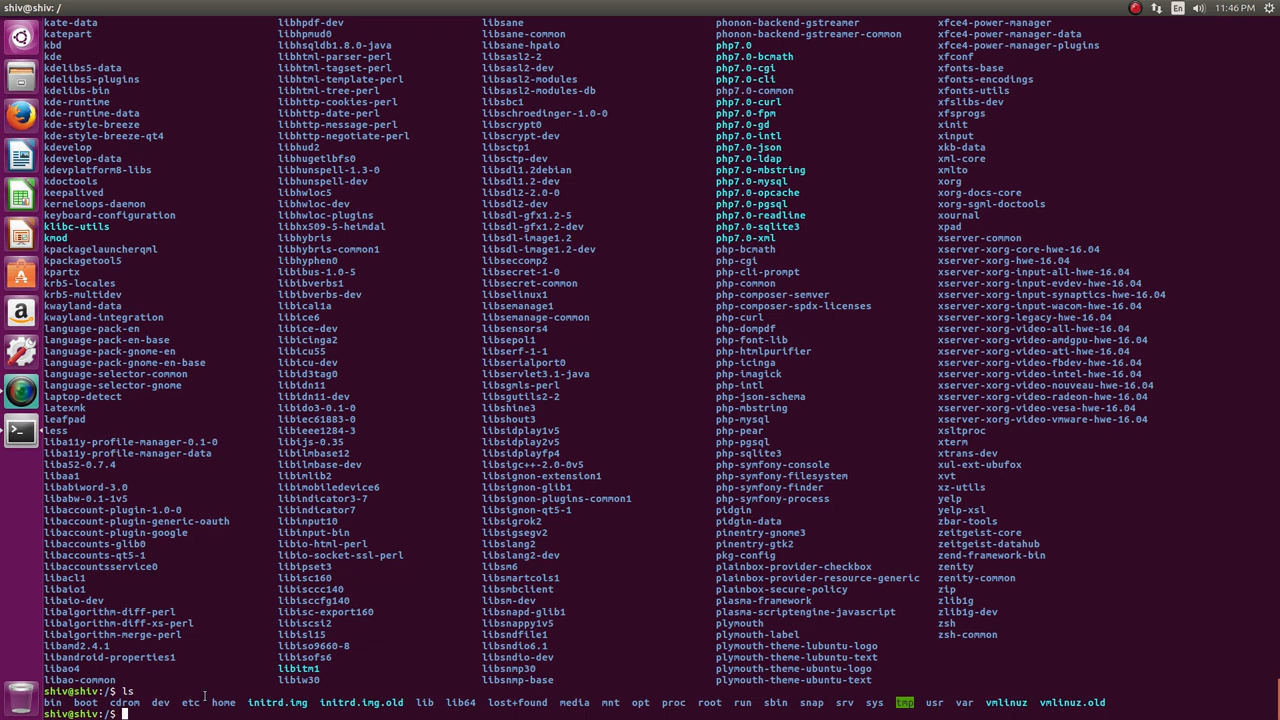 shiv@shiv: /
En
11:46 PM
kate-data libhpdf-dev libsane phonon-backend-gstreamer xfce4-power-manager
katepart libhpmud0 libsane-common phonon-backend-gstreamer-common xfce4-power-manager-data
kbd libhsqldb1.8.0-java libsane-hpaio php7.0 xfce4-power-manager-plugins
kde libhtml-parser-perl libsasl2-2 php7.0-bcmath xfconf
kdelibs5-data libhtml-tagset-perl libsasl2-dev php7.0-cgi xfonts-base
kdelibs5-plugins libhtml-template-perl libsasl2-modules php7.0-cli xfonts-encodings
kdelibs-bin libhtml-tree-perl libsasl2-modules-db php7.0-common xfonts-utils
kde-runtime libhttp-cookies-perl libsbc1 php7.0-curl xfslibs-dev
kde-runtime-data libhttp-date-perl libschroedinger-1.0-0 php7.0-fpm xfsprogs
kde-style-breeze libhttp-message-perl libscrypt0 php7.0-gd xinit
kde-style-breeze-qt4 libhttp-negotiate-perl libscrypt-dev php7.0-intl xinput
kdevelop libhud2 libsctp1 php7.0-json xkb-data
kdevelop-data libhugetlbfs0 libsctp-dev php7.0-ldap xml-core
kdevplatform8-libs libhunspell-1.3-0 libsdl1.2debian php7.0-mbstring xmlto
kdoctools libhunspell-dev libsdl1.2-dev php7.0-mysql xorg
keepalived libhwloc5 libsdl2-2.0-0 php7.0-opcache xorg-docs-core
kerneloops-daemon libhwloc-dev libsdl2-dev php7.0-pgsql xorg-sgml-doctools
keyboard-configuration libhwloc-plugins libsdl-gfx1.2-5 php7.0-readline xournal
klibc-utils libhx509-5-heimdal libsdl-gfx1.2-dev php7.0-sqlite3 xpad
kmod libhybris libsdl-image1.2 php7.0-xml xserver-common
kpackagelauncherqml libhybris-common1 libsdl-image1.2-dev php-bcmath xserver-xorg-core-hwe-16.04
kpackagetool5 libhyphen0 libseccomp2 php-cgi xserver-xorg-hwe-16.04
kpartx libibus-1.0-5 libsecret-1-0 php-cli-prompt xserver-xorg-input-all-hwe-16.04
krb5-locales libibverbs1 libsecret-common php-common xserver-xorg-input-evdev-hwe-16.04
krb5-multidev libibverbs-dev libselinux1 php-composer-semver xserver-xorg-input-synaptics-hwe-16.04
kwayland-data libical1a libsemanage1 php-composer-spdx-licenses xserver-xorg-input-wacom-hwe-16.04
kwayland-integration libice6 libsemanage-common php-curl xserver-xorg-legacy-hwe-16.04
language-pack-en libice-dev libsensors4 php-dompdf xserver-xorg-video-all-hwe-16.04
language-pack-en-base libicinga2 libsepol1 php-font-lib xserver-xorg-video-amdgpu-hwe-16.04
language-pack-gnome-en libicu55 libserf-1-1 php-htmlpurifier xserver-xorg-video-ati-hwe-16.04
language-pack-gnome-en-base libicu-dev libserialport0 php-icinga xserver-xorg-video-fbdev-hwe-16.04
language-selector-common libid3tag0 libservlet3.1-java php-imagick xserver-xorg-video-intel-hwe-16.04
language-selector-gnome libidn11 libsgmls-perl php-intl xserver-xorg-video-nouveau-hwe-16.04
laptop-detect libidn11-dev libsgutils2-2 php-json-schema xserver-xorg-video-radeon-hwe-16.04
latexmk libido3-0.1-0 libshine3 php-mbstring xserver-xorg-video-vesa-hwe-16.04
leafpad libiec61883-0 libshout3 php-mysql xserver-xorg-video-vmware-hwe-16.04
less libieee1284-3 libsidplay1v5 php-pear xsltproc
liba11y-profile-manager-0.1-0 libijs-0.35 libsidplay2v5 php-pgsql xterm
liba11y-profile-manager-data libilmbase12 libsidplayfp4 php-sqlite3 xtrans-dev
liba52-0.7.4 libilmbase-dev libsigc++-2.0-0v5 php-symfony-console xul-ext-ubufox
libaa1 libimlib2 libsignon-extension1 php-symfony-filesystem xvt
libabiword-3.0 libimobiledevice6 libsignon-glib1 php-symfony-finder xz-utils
libabw-0.1-1v5 libindicator3-7 libsignon-plugins-common1 php-symfony-process yelp
libaccount-plugin-1.0-0 libindicator7 libsignon-qt5-1 pidgin yelp-xsl
libaccount-plugin-generic-oauth libinput10 libsigrok2 pidgin-data zbar-tools
libaccount-plugin-google libinput-bin libsigsegv2 pinentry-gnome3 zeitgeist-core
libaccounts-glib0 libio-html-perl libslang2 pinentry-gtk2 zeitgeist-datahub
libaccounts-qt5-1 libio-socket-ssl-perl libslang2-dev pkg-config zend-framework-bin
libaccountsservice0 libipset3 libsm6 plainbox-provider-checkbox zenity
libacl1 libisc160 libsmartcols1 plainbox-provider-resource-generic zenity-common
libaio1 libisccc140 libsmbclient plainbox-secure-policy zip
libaio-dev libisccfg140 libsm-dev plasma-framework zlib1g
libalgorithm-diff-perl libisc-export160 libsnapd-glib1 plasma-scriptengine-javascript zlib1g-dev
libalgorithm-diff-xs-perl libiscsi2 libsnappy1v5 plymouth zsh
libalgorithm-merge-perl libisl15 libsndfile1 plymouth-label zsh-common
libamd2.4.1 libiso9660-8 libsndio6.1 plymouth-theme-lubuntu-logo
libandroid-properties1 libisofs6 libsndio-dev plymouth-theme-lubuntu-text
libao4 libitm1 libsnmp30 plymouth-theme-ubuntu-logo
libao-common libiw30 libsnmp-base plymouth-theme-ubuntu-text
shiv@shiv:/$ ls
bin boot cdrom dev etc home initrd.img initrd.img.old lib lib64 lost+found media mnt opt proc root run sbin snap srv sys tmp usr var vmlinuz vmlinuz.old
shiv@shiv:/$